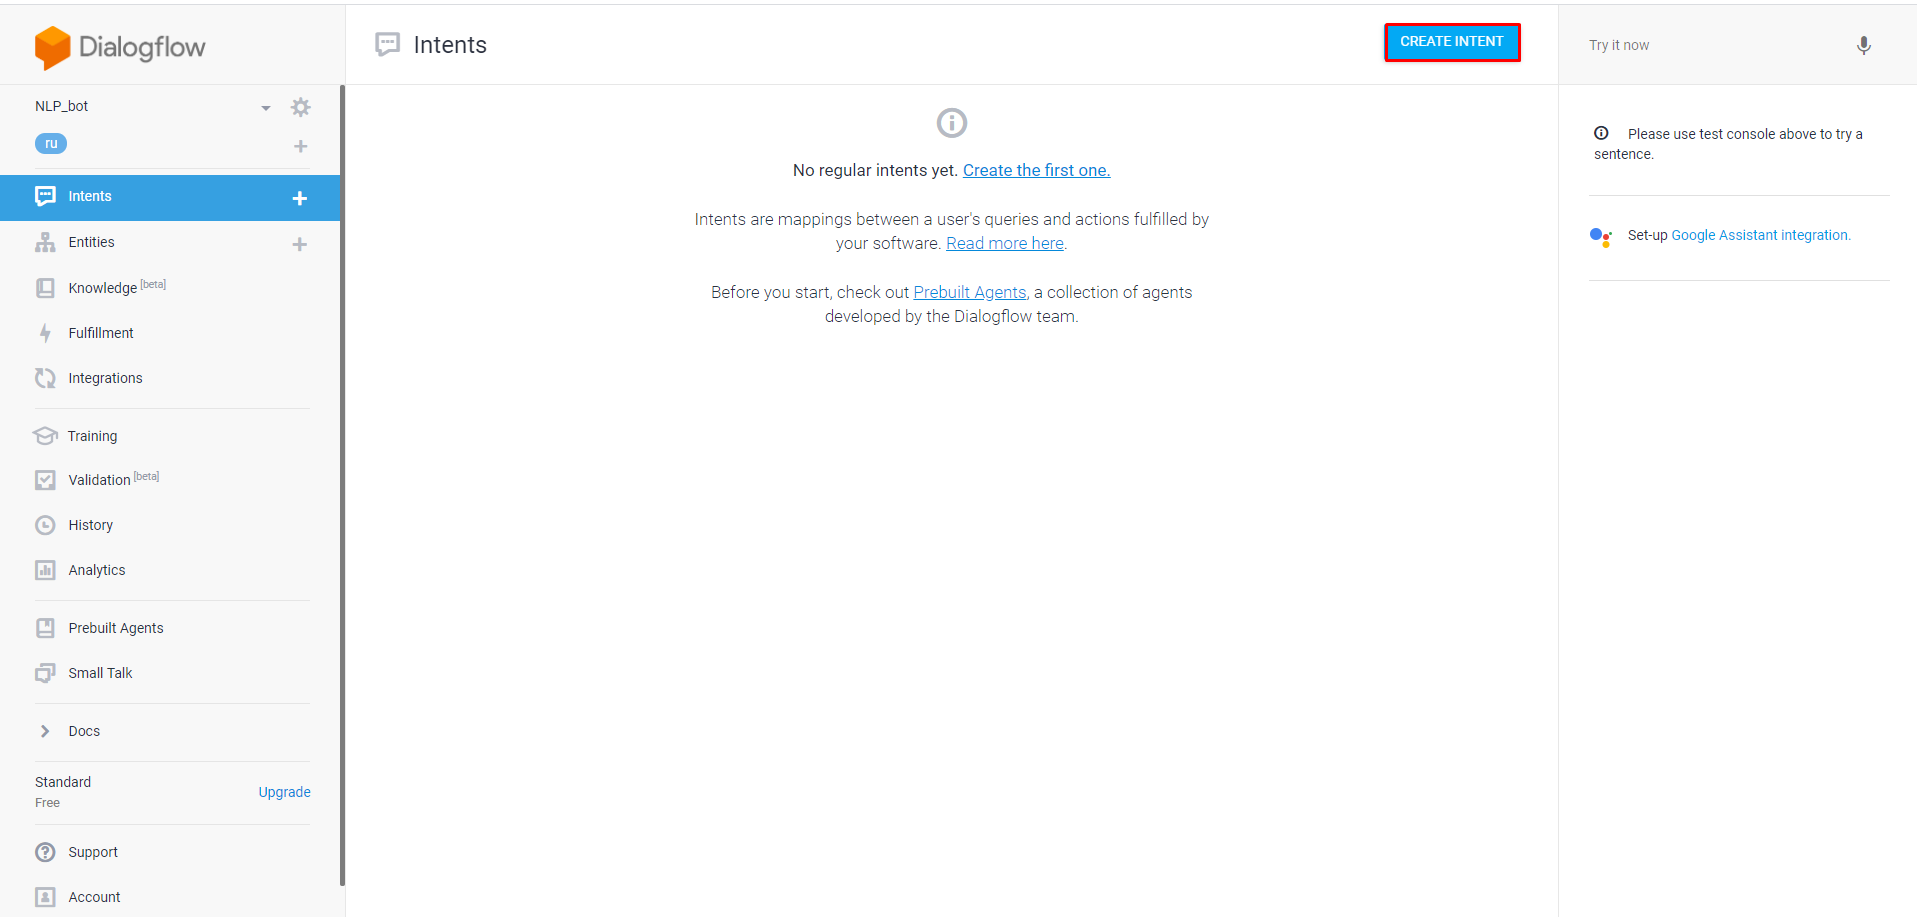 Dialogflow
NLP_bot
ru
Intents
Entities
Knowledge [beta]
Fulfillment
Integrations
Training
Validation [beta]
History
Analytics
Prebuilt Agents
Small Talk
Docs
Standard
Free
Upgrade
Support
Account
Intents
CREATE INTENT
No regular intents yet. Create the first one.
Intents are mappings between a user's queries and actions fulfilled by
your software. Read more here.
Before you start, check out Prebuilt Agents, a collection of agents
developed by the Dialogflow team.
Try it now
Please use test console above to try a
sentence.
Set-up Google Assistant integration.